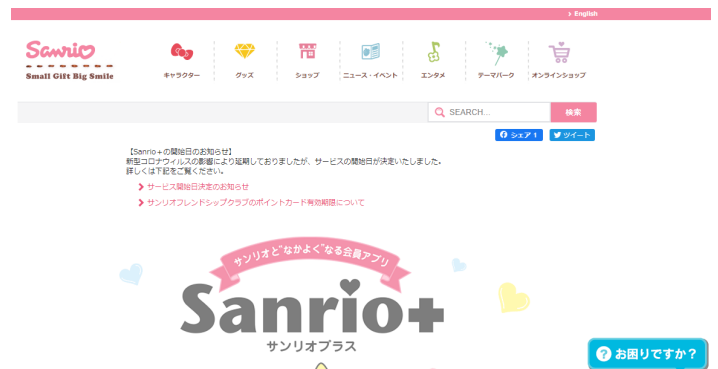 > English
Sanrio
Small Gift Big Smile
キャラクター
グッズ
ショップ
ニュース・イベント
エンタメ
テーマパーク
オンラインショップ
SEARCH...
検索
シェア 1
ツイート
【Sanrio＋の開始日のお知らせ】
新型コロナウィルスの影響により延期しておりましたが、サービスの開始日が決定いたしました。
詳しくは下記をご覧ください。
サービス開始日決定のお知らせ
サンリオフレンドシップクラブのポイントカード有効期限について
サンリオと"なかよく"なる会員アプリ
Sanrio+
サンリオプラス
? お困りですか？